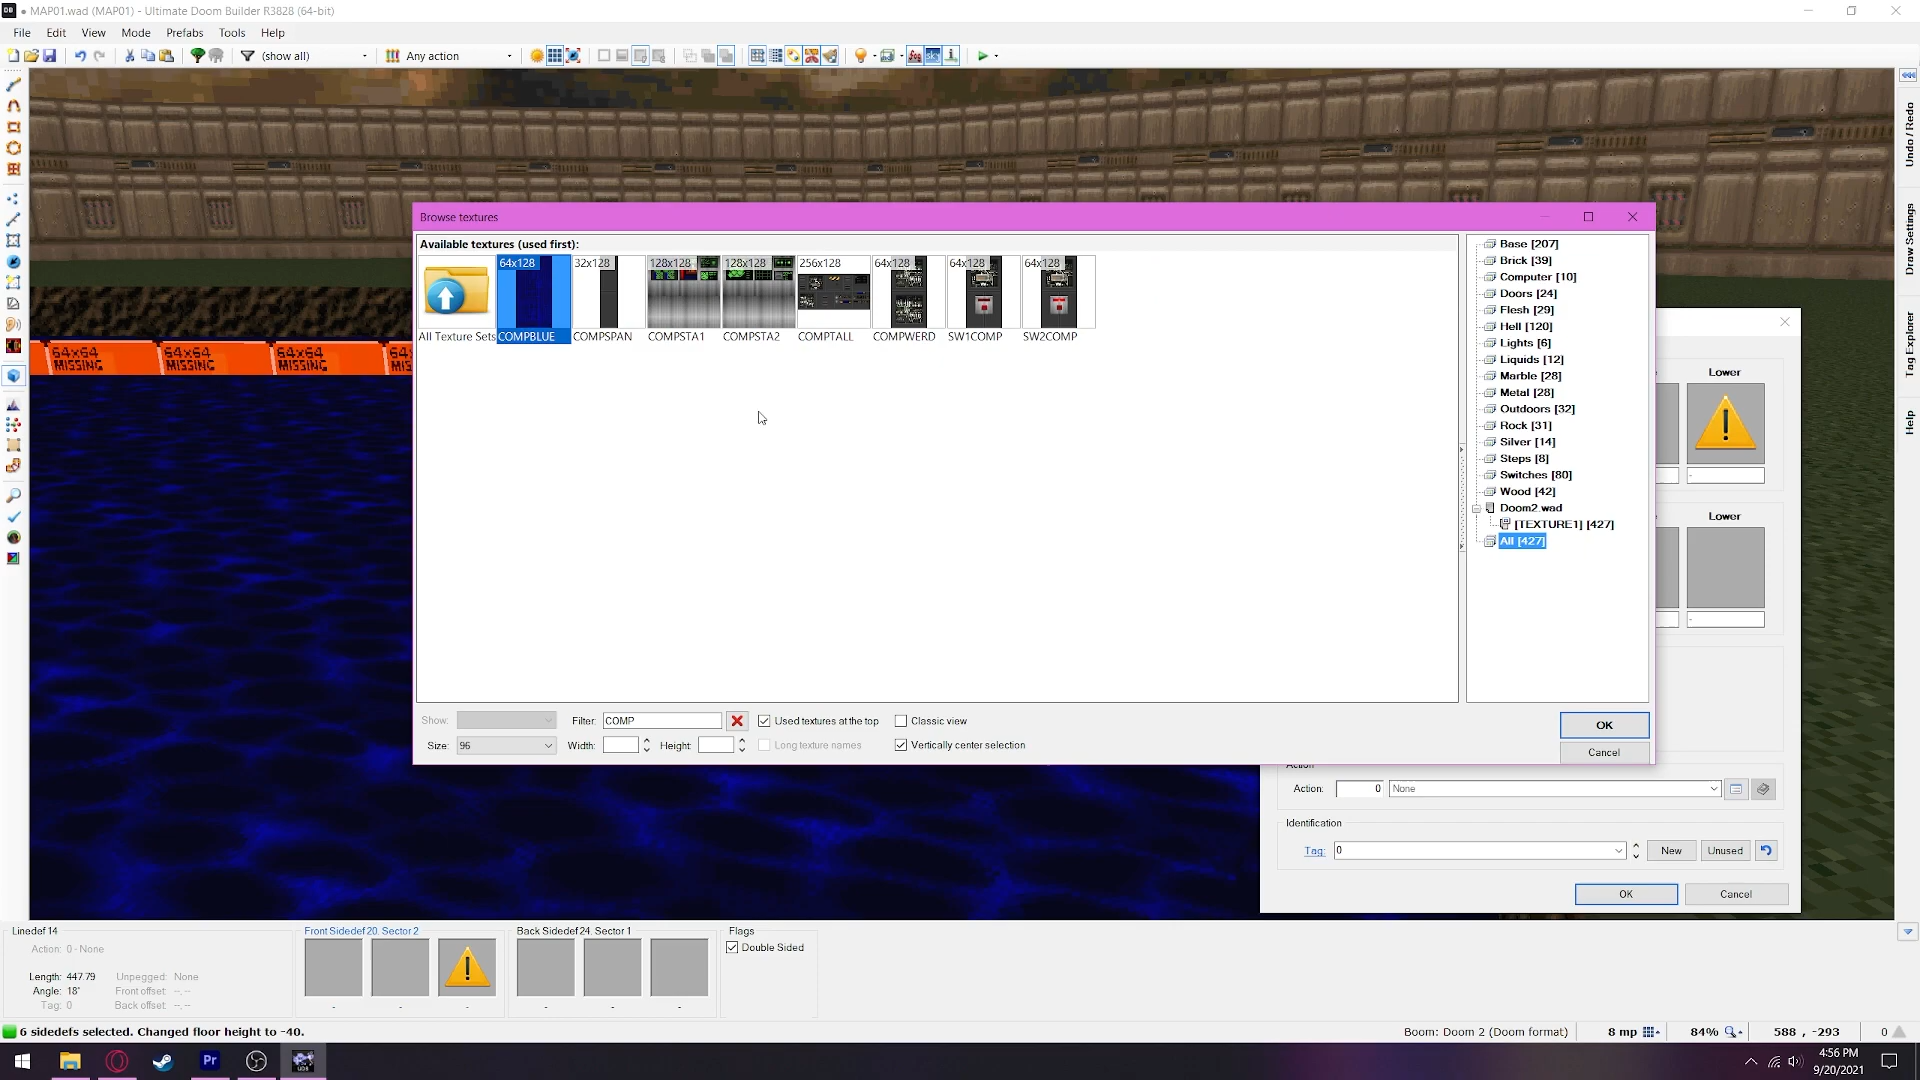 DB • MAP01.wad (MAP01) - Ultimate Doom Builder R3828 (64-bit)
File Edit View Mode Prefabs Tools Help
(show all) Any action
Undo / Redo
Draw Settings
Tag Explorer
Help
Browse textures
Available textures (used first):
64x128 32x128 128x128 128x128 256x128 64x128 64x128 64x128
All Texture Sets COMPBLUE COMPSPAN COMPSTA1 COMPSTA2 COMPTALL COMPWERD SW1COMP SW2COMP
Base [207]
Brick [39]
Computer [10]
Doors [24]
Flesh [29]
Hell [120]
Lights [6]
Liquids [12]
Marble [28]
Metal [28]
Outdoors [32]
Rock [31]
Silver [14]
Steps [8]
Switches [80]
Wood [42]
Doom2.wad
[TEXTURE1] [427]
All [427]
64x64 MISSING
64x64 MISSING
64x64 MISSING
Lower
-
Lower
-
Show: Filter: COMP Used textures at the top Classic view
Size: 96 Width: Height: Long texture names Vertically center selection
OK
Cancel
Action
Action: 0 None
Identification
Tag: 0 New Unused
OK Cancel
Linedef 14
Action: 0 - None
Length: 447.79 Unpegged: None
Angle: 18° Front offset: --, --
Tag: 0 Back offset: --, --
Front Sidedef 20. Sector 2
- - -
Back Sidedef 24. Sector 1
- - -
Flags
Double Sided
6 sidedefs selected. Changed floor height to -40.
Boom: Doom 2 (Doom format) 8 mp 84% 588 , -293 0
Pr
UDB
4:56 PM
9/20/2021